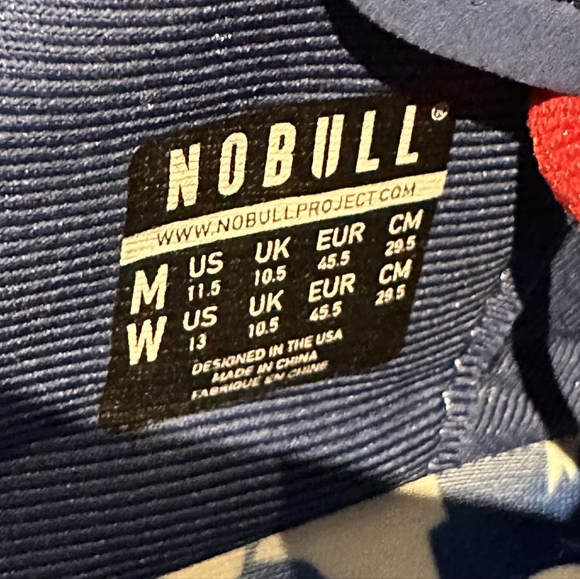 NOBULL®
WWW.NOBULLPROJECT.COM
M US UK EUR CM
11.5 10.5 45.5 29.5
W US UK EUR CM
13 10.5 45.5 29.5
DESIGNED IN THE USA
MADE IN CHINA
FABRIQUÉ EN CHINE